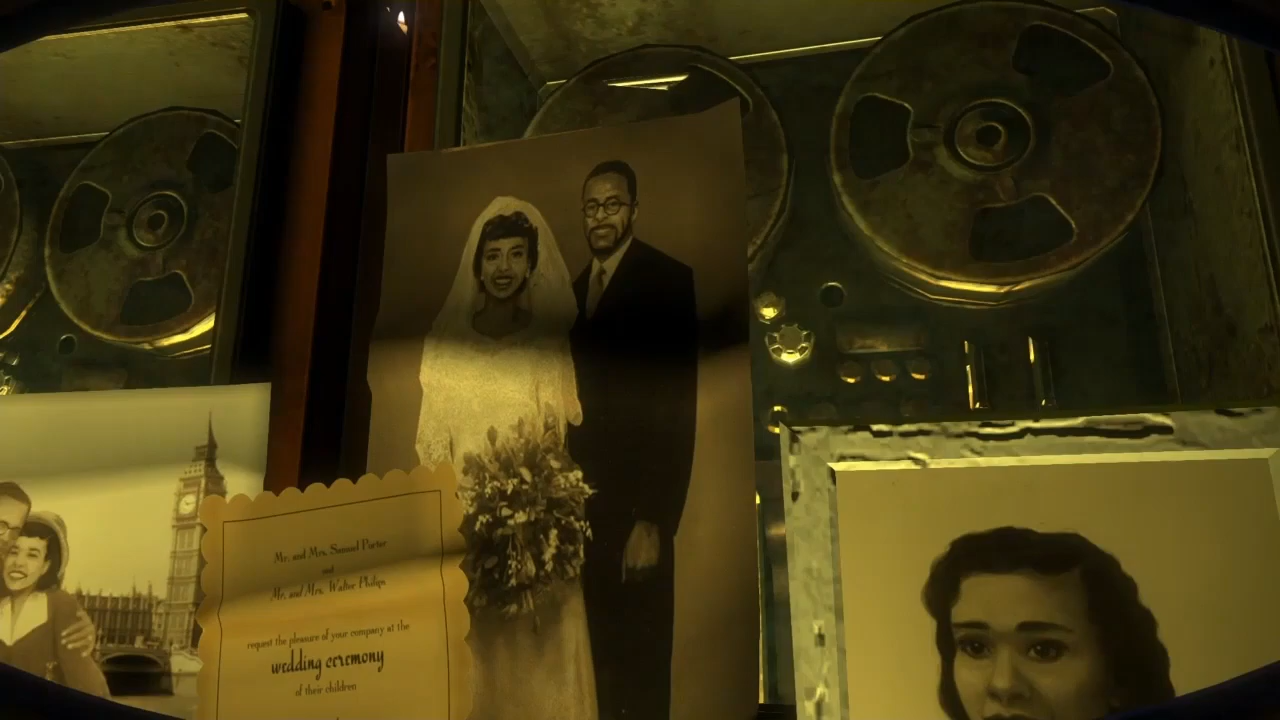 Mr. and Mrs. Samuel Porter
and
Mr. and Mrs. Walter Philips
request the pleasure of your company at the
wedding ceremony
of their children